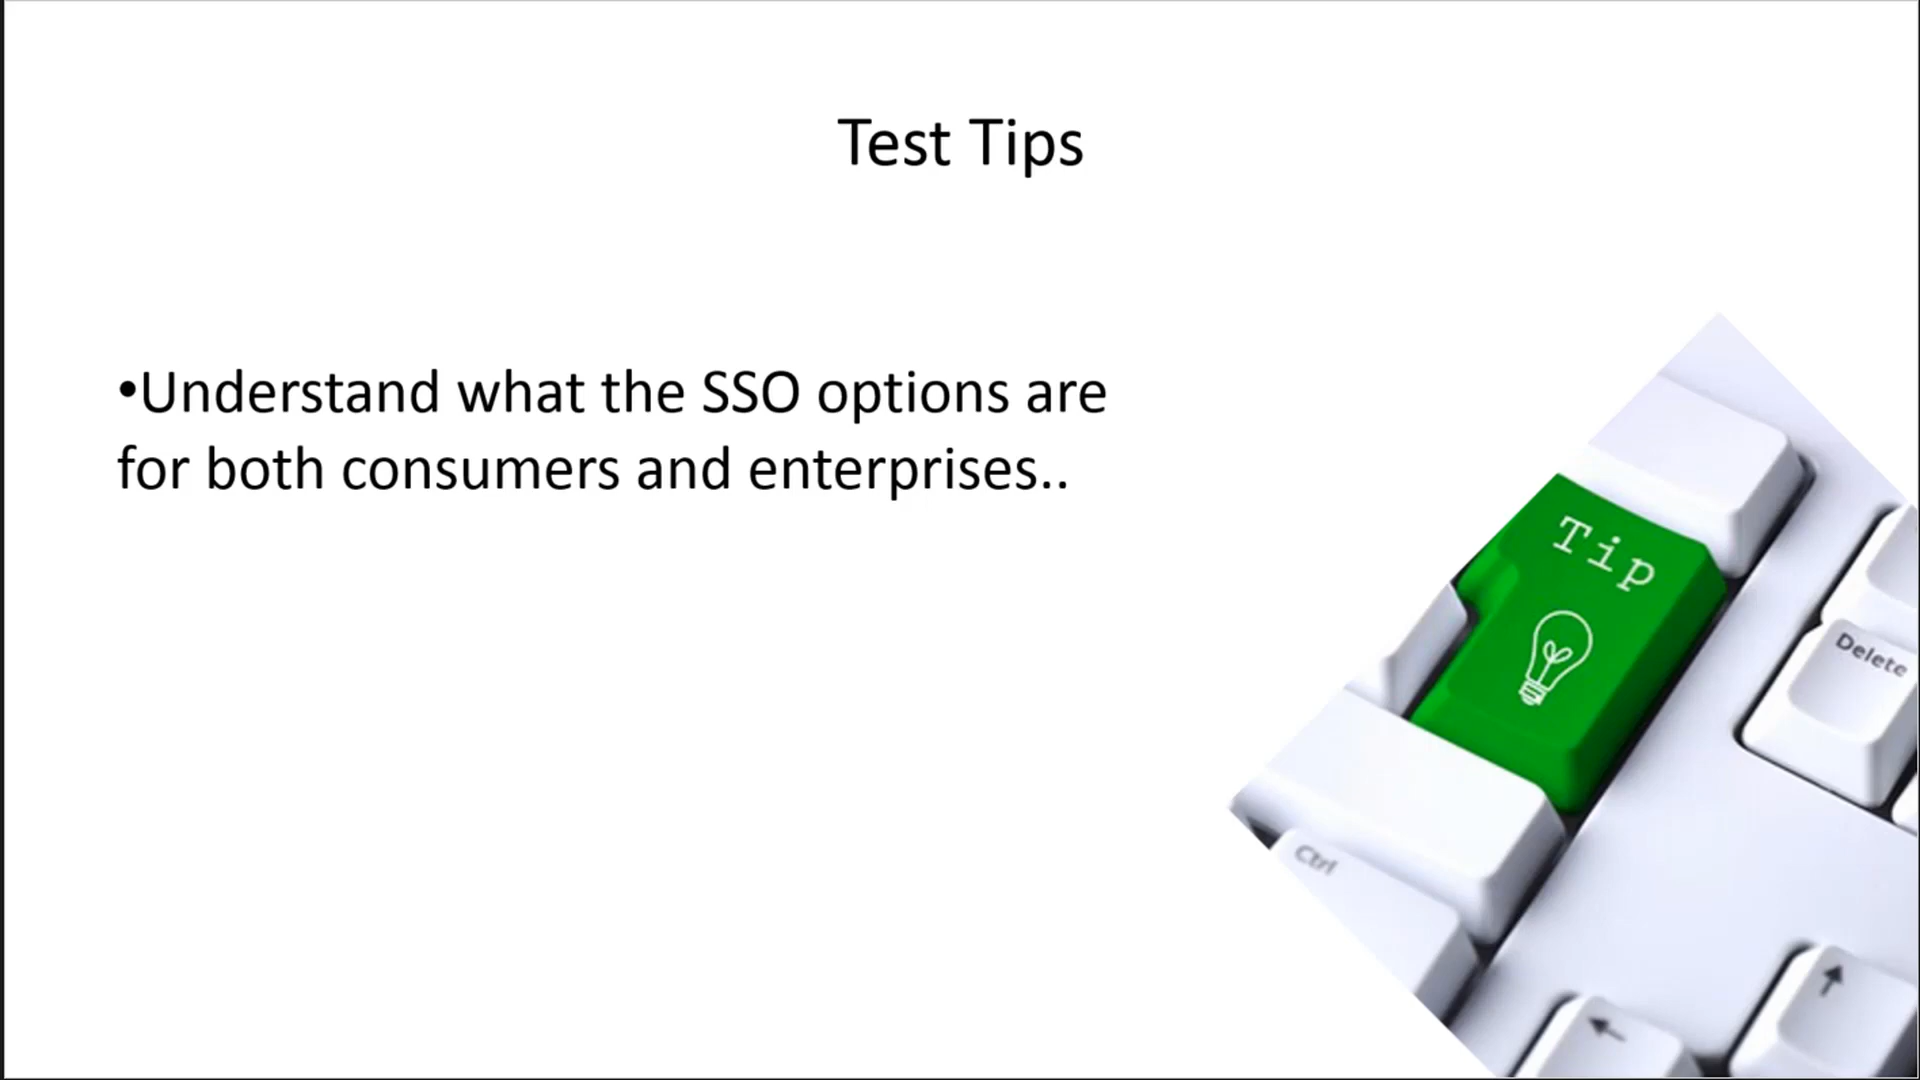 Test Tips
•Understand what the SSO options are
for both consumers and enterprises..
Tip
Delete
Ctrl